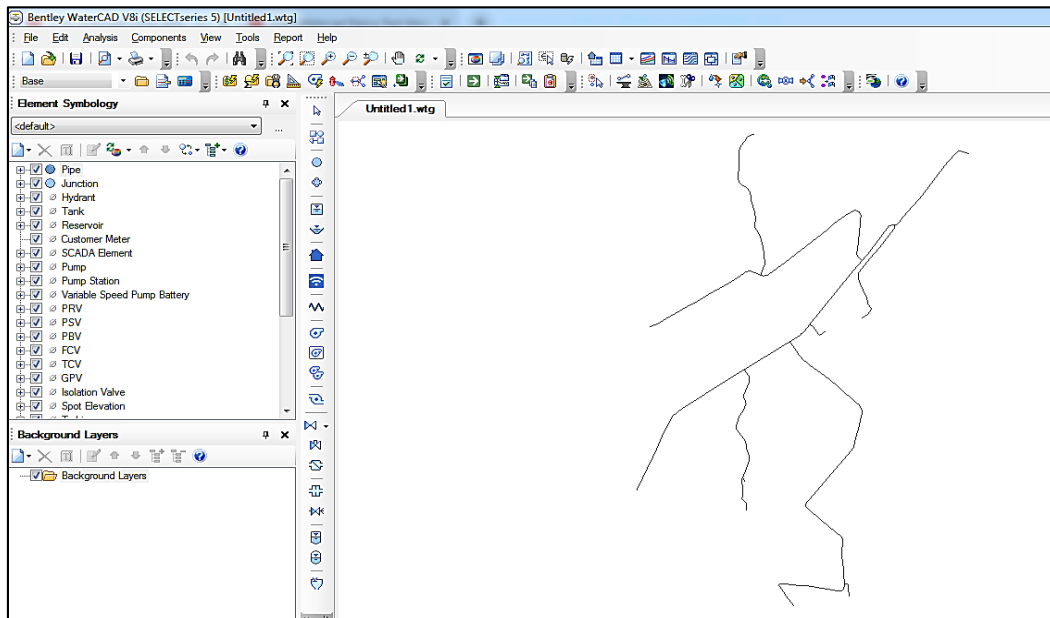 Bentley WaterCAD V8i (SELECTseries 5) [Untitled1.wtg]
File Edit Analysis Components View Tools Report Help
Base
Element Symbology
Untitled1.wtg
<default>
...
Pipe
Junction
Hydrant
Tank
Reservoir
Customer Meter
SCADA Element
Pump
Pump Station
Variable Speed Pump Battery
PRV
PSV
PBV
FCV
TCV
GPV
Isolation Valve
Spot Elevation
Background Layers
Background Layers